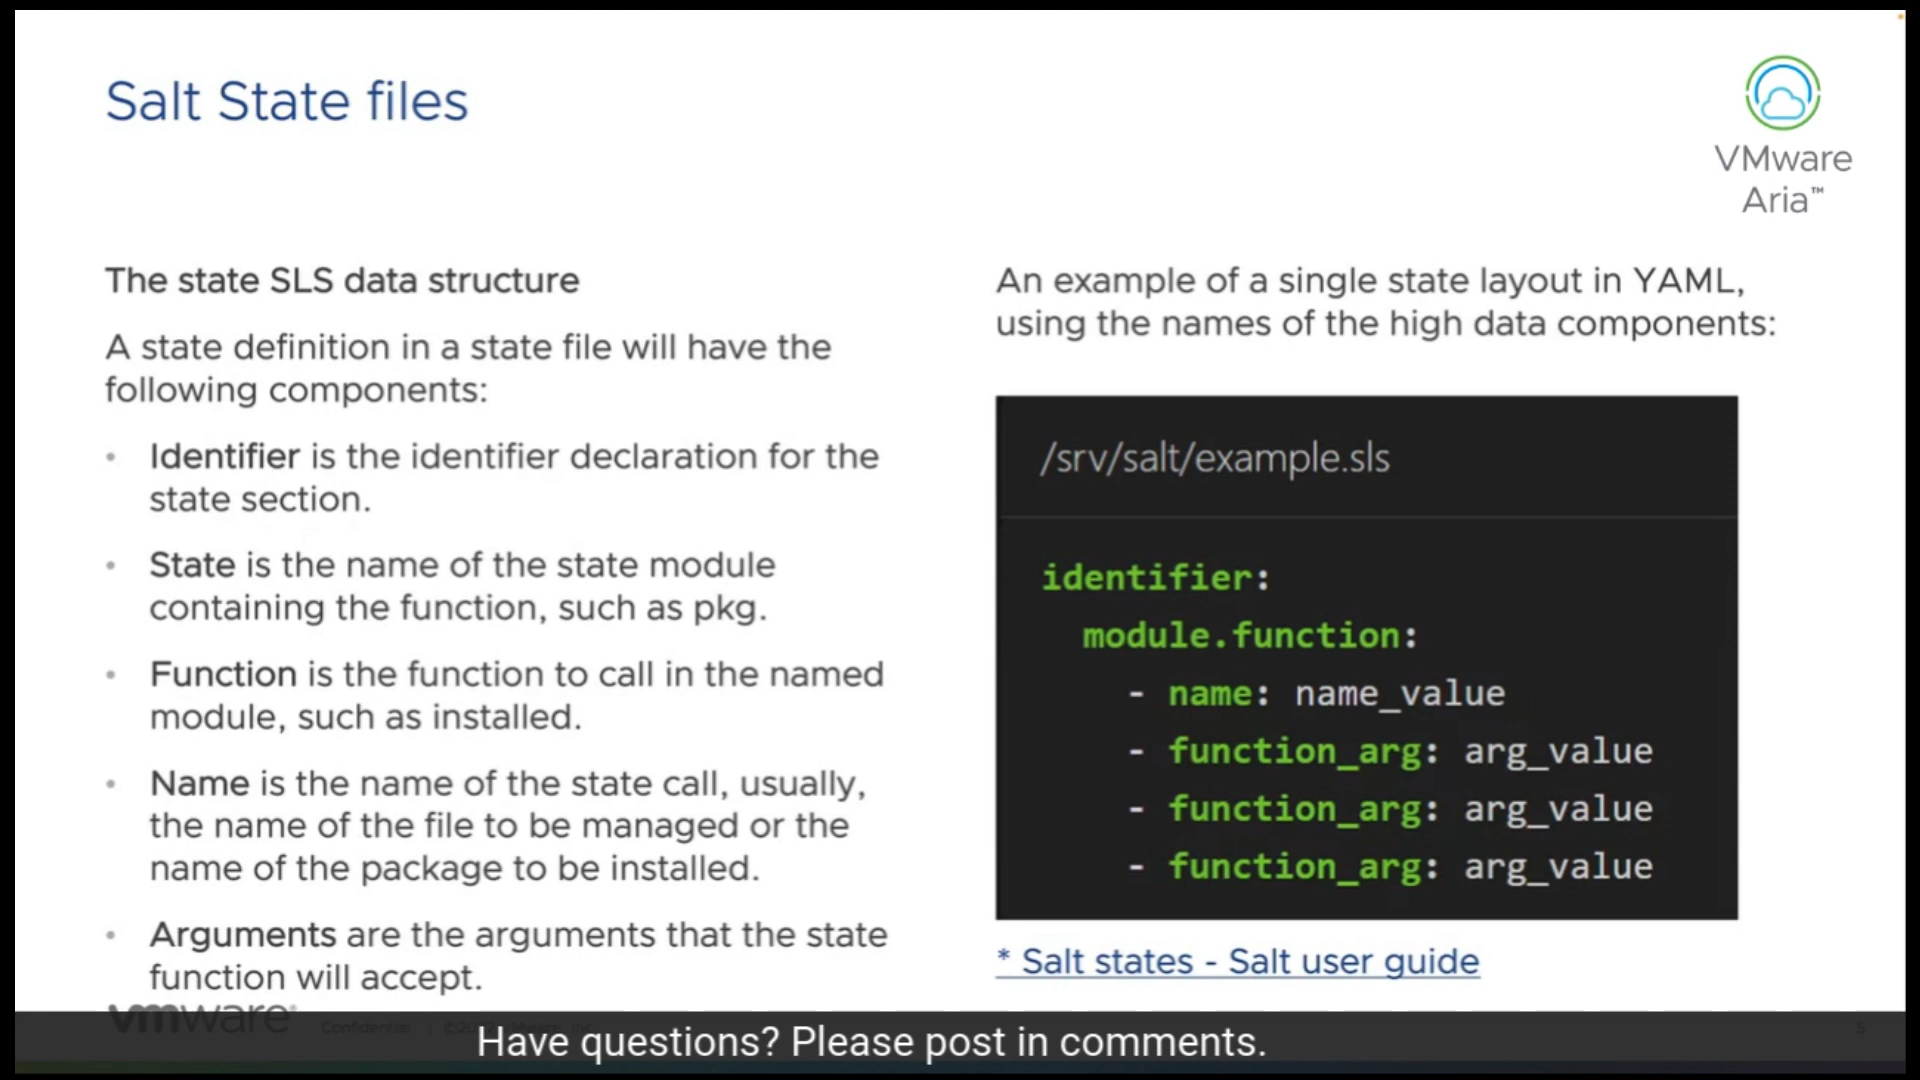 Salt State files
VMware
Aria™
The state SLS data structure
A state definition in a state file will have the
following components:
• Identifier is the identifier declaration for the
state section.
• State is the name of the state module
containing the function, such as pkg.
• Function is the function to call in the named
module, such as installed.
• Name is the name of the state call, usually,
the name of the file to be managed or the
name of the package to be installed.
• Arguments are the arguments that the state
function will accept.
An example of a single state layout in YAML,
using the names of the high data components:
/srv/salt/example.sls
identifier:
module.function:
- name: name_value
- function_arg: arg_value
- function_arg: arg_value
- function_arg: arg_value
* Salt states - Salt user guide
vmware®
Confidential
5
Have questions? Please post in comments.